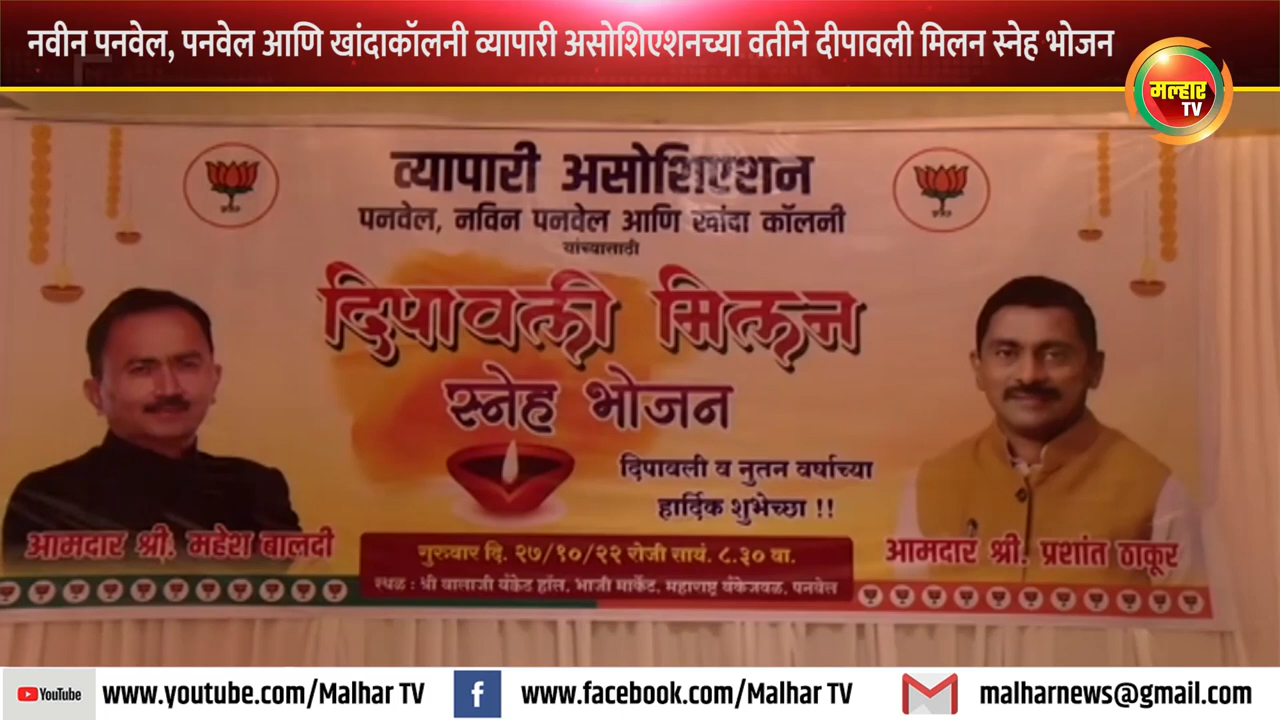 नवीन पनवेल, पनवेल आणि खांदाकॉलनी व्यापारी असोशिएशनच्या वतीने दीपावली मिलन स्नेह भोजन
मल्हार
TV
व्यापारी असोशिएशन
पनवेल, नविन पनवेल आणि खांदा कॉलनी
यांच्यासाठी
दिपावली मिलन
स्नेह भोजन
दिपावली व नुतन वर्षाच्या
हार्दिक शुभेच्छा !!
आमदार श्री. महेश बालदी
आमदार श्री. प्रशांत ठाकूर
गुरुवार दि. २७/१०/२२ रोजी सायं. ८.३० वा.
स्थळ : श्री बालाजी बँक्वेट हॉल, भाजी मार्केट, महाराष्ट्र बँकेजवळ, पनवेल
YouTube
www.youtube.com/Malhar TV
f
www.facebook.com/Malhar TV
malharnews@gmail.com